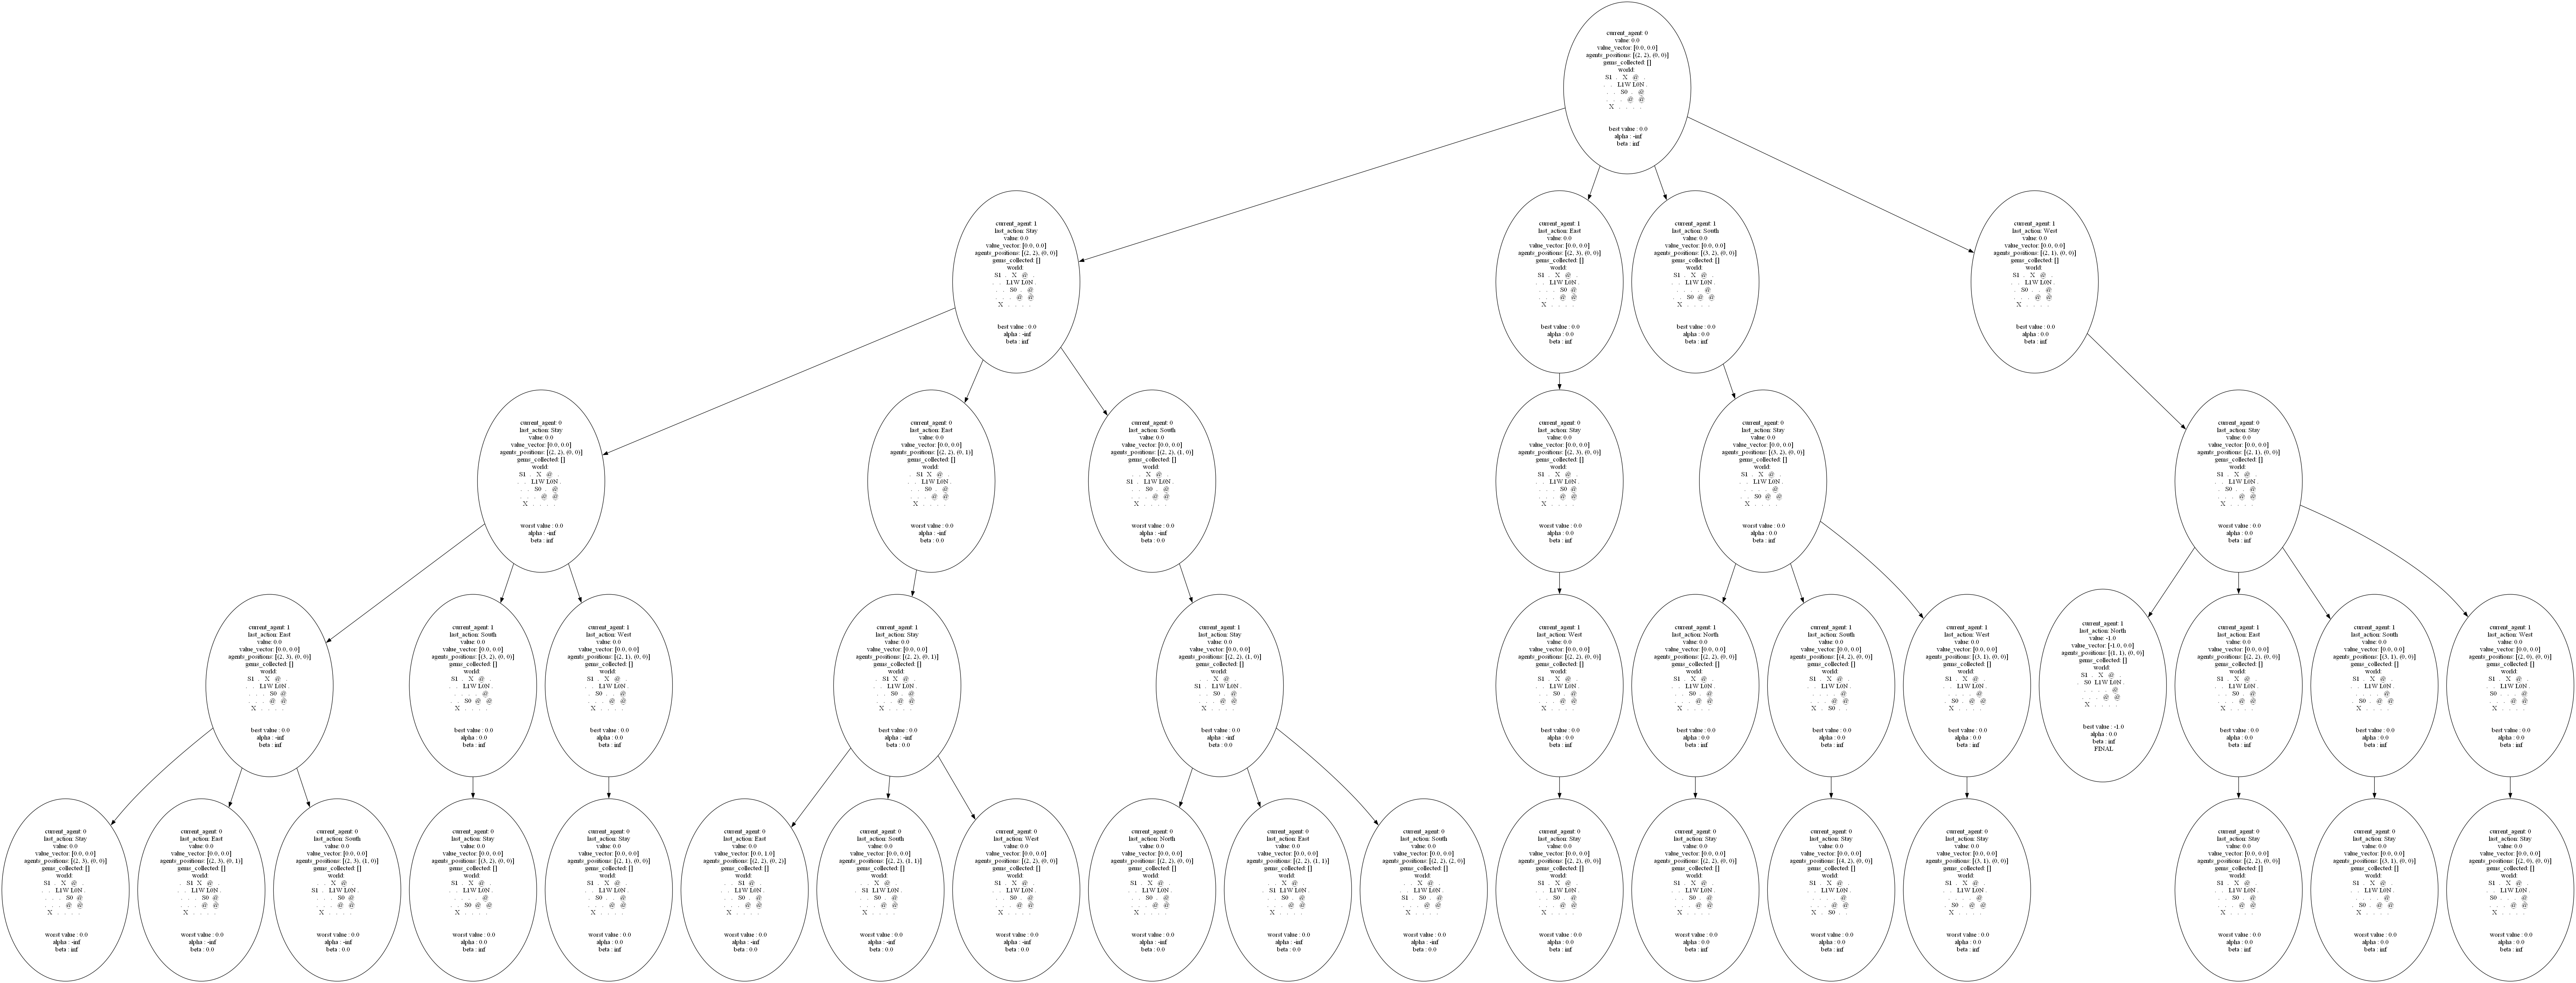 current_agent: 0
value: 0.0
value_vector: [0.0, 0.0]
agents_positions: [(2, 2), (0, 0)]
gems_collected: []
world:
S1 . X @ .
. . L1W L0N .
. . S0 . @
. . . @ @
X . . . .
best value : 0.0
alpha : -inf
beta : inf
current_agent: 1
last_action: Stay
value: 0.0
value_vector: [0.0, 0.0]
agents_positions: [(2, 2), (0, 0)]
gems_collected: []
world:
S1 . X @ .
. . L1W L0N .
. . S0 . @
. . . @ @
X . . . .
best value : 0.0
alpha : -inf
beta : inf
current_agent: 1
last_action: East
value: 0.0
value_vector: [0.0, 0.0]
agents_positions: [(2, 3), (0, 0)]
gems_collected: []
world:
S1 . X @ .
. . L1W L0N .
. . . S0 @
. . . @ @
X . . . .
best value : 0.0
alpha : 0.0
beta : inf
current_agent: 1
last_action: South
value: 0.0
value_vector: [0.0, 0.0]
agents_positions: [(3, 2), (0, 0)]
gems_collected: []
world:
S1 . X @ .
. . L1W L0N .
. . . . @
. . S0 @ @
X . . . .
best value : 0.0
alpha : 0.0
beta : inf
current_agent: 1
last_action: West
value: 0.0
value_vector: [0.0, 0.0]
agents_positions: [(2, 1), (0, 0)]
gems_collected: []
world:
S1 . X @ .
. . L1W L0N .
. S0 . . @
. . . @ @
X . . . .
best value : 0.0
alpha : 0.0
beta : inf
current_agent: 0
last_action: Stay
value: 0.0
value_vector: [0.0, 0.0]
agents_positions: [(2, 2), (0, 0)]
gems_collected: []
world:
S1 . X @ .
. . L1W L0N .
. . S0 . @
. . . @ @
X . . . .
worst value : 0.0
alpha : -inf
beta : inf
current_agent: 0
last_action: East
value: 0.0
value_vector: [0.0, 0.0]
agents_positions: [(2, 2), (0, 1)]
gems_collected: []
world:
. S1 X @ .
. . L1W L0N .
. . S0 . @
. . . @ @
X . . . .
worst value : 0.0
alpha : -inf
beta : 0.0
current_agent: 0
last_action: South
value: 0.0
value_vector: [0.0, 0.0]
agents_positions: [(2, 2), (1, 0)]
gems_collected: []
world:
. . X @ .
S1 . L1W L0N .
. . S0 . @
. . . @ @
X . . . .
worst value : 0.0
alpha : -inf
beta : 0.0
current_agent: 0
last_action: Stay
value: 0.0
value_vector: [0.0, 0.0]
agents_positions: [(2, 3), (0, 0)]
gems_collected: []
world:
S1 . X @ .
. . L1W L0N .
. . . S0 @
. . . @ @
X . . . .
worst value : 0.0
alpha : 0.0
beta : inf
current_agent: 0
last_action: Stay
value: 0.0
value_vector: [0.0, 0.0]
agents_positions: [(3, 2), (0, 0)]
gems_collected: []
world:
S1 . X @ .
. . L1W L0N .
. . . . @
. . S0 @ @
X . . . .
worst value : 0.0
alpha : 0.0
beta : inf
current_agent: 0
last_action: Stay
value: 0.0
value_vector: [0.0, 0.0]
agents_positions: [(2, 1), (0, 0)]
gems_collected: []
world:
S1 . X @ .
. . L1W L0N .
. S0 . . @
. . . @ @
X . . . .
worst value : 0.0
alpha : 0.0
beta : inf
current_agent: 1
last_action: East
value: 0.0
value_vector: [0.0, 0.0]
agents_positions: [(2, 3), (0, 0)]
gems_collected: []
world:
S1 . X @ .
. . L1W L0N .
. . . S0 @
. . . @ @
X . . . .
best value : 0.0
alpha : -inf
beta : inf
current_agent: 1
last_action: South
value: 0.0
value_vector: [0.0, 0.0]
agents_positions: [(3, 2), (0, 0)]
gems_collected: []
world:
S1 . X @ .
. . L1W L0N .
. . . . @
. . S0 @ @
X . . . .
best value : 0.0
alpha : 0.0
beta : inf
current_agent: 1
last_action: West
value: 0.0
value_vector: [0.0, 0.0]
agents_positions: [(2, 1), (0, 0)]
gems_collected: []
world:
S1 . X @ .
. . L1W L0N .
. S0 . . @
. . . @ @
X . . . .
best value : 0.0
alpha : 0.0
beta : inf
current_agent: 1
last_action: Stay
value: 0.0
value_vector: [0.0, 0.0]
agents_positions: [(2, 2), (0, 1)]
gems_collected: []
world:
. S1 X @ .
. . L1W L0N .
. . S0 . @
. . . @ @
X . . . .
best value : 0.0
alpha : -inf
beta : 0.0
current_agent: 1
last_action: Stay
value: 0.0
value_vector: [0.0, 0.0]
agents_positions: [(2, 2), (1, 0)]
gems_collected: []
world:
. . X @ .
S1 . L1W L0N .
. . S0 . @
. . . @ @
X . . . .
best value : 0.0
alpha : -inf
beta : 0.0
current_agent: 1
last_action: West
value: 0.0
value_vector: [0.0, 0.0]
agents_positions: [(2, 2), (0, 0)]
gems_collected: []
world:
S1 . X @ .
. . L1W L0N .
. . S0 . @
. . . @ @
X . . . .
best value : 0.0
alpha : 0.0
beta : inf
current_agent: 1
last_action: North
value: 0.0
value_vector: [0.0, 0.0]
agents_positions: [(2, 2), (0, 0)]
gems_collected: []
world:
S1 . X @ .
. . L1W L0N .
. . S0 . @
. . . @ @
X . . . .
best value : 0.0
alpha : 0.0
beta : inf
current_agent: 1
last_action: South
value: 0.0
value_vector: [0.0, 0.0]
agents_positions: [(4, 2), (0, 0)]
gems_collected: []
world:
S1 . X @ .
. . L1W L0N .
. . . . @
. . . @ @
X . S0 . .
best value : 0.0
alpha : 0.0
beta : inf
current_agent: 1
last_action: West
value: 0.0
value_vector: [0.0, 0.0]
agents_positions: [(3, 1), (0, 0)]
gems_collected: []
world:
S1 . X @ .
. . L1W L0N .
. . . . @
. S0 . @ @
X . . . .
best value : 0.0
alpha : 0.0
beta : inf
current_agent: 1
last_action: North
value: -1.0
value_vector: [-1.0, 0.0]
agents_positions: [(1, 1), (0, 0)]
gems_collected: []
world:
S1 . X @ .
. S0 L1W L0N .
. . . . @
. . . @ @
X . . . .
best value : -1.0
alpha : 0.0
beta : inf
FINAL
current_agent: 1
last_action: East
value: 0.0
value_vector: [0.0, 0.0]
agents_positions: [(2, 2), (0, 0)]
gems_collected: []
world:
S1 . X @ .
. . L1W L0N .
. . S0 . @
. . . @ @
X . . . .
best value : 0.0
alpha : 0.0
beta : inf
current_agent: 1
last_action: South
value: 0.0
value_vector: [0.0, 0.0]
agents_positions: [(3, 1), (0, 0)]
gems_collected: []
world:
S1 . X @ .
. . L1W L0N .
. . . . @
. S0 . @ @
X . . . .
best value : 0.0
alpha : 0.0
beta : inf
current_agent: 1
last_action: West
value: 0.0
value_vector: [0.0, 0.0]
agents_positions: [(2, 0), (0, 0)]
gems_collected: []
world:
S1 . X @ .
. . L1W L0N .
S0 . . . @
. . . @ @
X . . . .
best value : 0.0
alpha : 0.0
beta : inf
current_agent: 0
last_action: Stay
value: 0.0
value_vector: [0.0, 0.0]
agents_positions: [(2, 3), (0, 0)]
gems_collected: []
world:
S1 . X @ .
. . L1W L0N .
. . . S0 @
. . . @ @
X . . . .
worst value : 0.0
alpha : -inf
beta : inf
current_agent: 0
last_action: East
value: 0.0
value_vector: [0.0, 0.0]
agents_positions: [(2, 3), (0, 1)]
gems_collected: []
world:
. S1 X @ .
. . L1W L0N .
. . . S0 @
. . . @ @
X . . . .
worst value : 0.0
alpha : -inf
beta : 0.0
current_agent: 0
last_action: South
value: 0.0
value_vector: [0.0, 0.0]
agents_positions: [(2, 3), (1, 0)]
gems_collected: []
world:
. . X @ .
S1 . L1W L0N .
. . . S0 @
. . . @ @
X . . . .
worst value : 0.0
alpha : -inf
beta : 0.0
current_agent: 0
last_action: Stay
value: 0.0
value_vector: [0.0, 0.0]
agents_positions: [(3, 2), (0, 0)]
gems_collected: []
world:
S1 . X @ .
. . L1W L0N .
. . . . @
. . S0 @ @
X . . . .
worst value : 0.0
alpha : 0.0
beta : inf
current_agent: 0
last_action: Stay
value: 0.0
value_vector: [0.0, 0.0]
agents_positions: [(2, 1), (0, 0)]
gems_collected: []
world:
S1 . X @ .
. . L1W L0N .
. S0 . . @
. . . @ @
X . . . .
worst value : 0.0
alpha : 0.0
beta : inf
current_agent: 0
last_action: East
value: 0.0
value_vector: [0.0, 1.0]
agents_positions: [(2, 2), (0, 2)]
gems_collected: []
world:
. . S1 @ .
. . L1W L0N .
. . S0 . @
. . . @ @
X . . . .
worst value : 0.0
alpha : -inf
beta : 0.0
current_agent: 0
last_action: South
value: 0.0
value_vector: [0.0, 0.0]
agents_positions: [(2, 2), (1, 1)]
gems_collected: []
world:
. . X @ .
. S1 L1W L0N .
. . S0 . @
. . . @ @
X . . . .
worst value : 0.0
alpha : -inf
beta : 0.0
current_agent: 0
last_action: West
value: 0.0
value_vector: [0.0, 0.0]
agents_positions: [(2, 2), (0, 0)]
gems_collected: []
world:
S1 . X @ .
. . L1W L0N .
. . S0 . @
. . . @ @
X . . . .
worst value : 0.0
alpha : -inf
beta : 0.0
current_agent: 0
last_action: North
value: 0.0
value_vector: [0.0, 0.0]
agents_positions: [(2, 2), (0, 0)]
gems_collected: []
world:
S1 . X @ .
. . L1W L0N .
. . S0 . @
. . . @ @
X . . . .
worst value : 0.0
alpha : -inf
beta : 0.0
current_agent: 0
last_action: East
value: 0.0
value_vector: [0.0, 0.0]
agents_positions: [(2, 2), (1, 1)]
gems_collected: []
world:
. . X @ .
. S1 L1W L0N .
. . S0 . @
. . . @ @
X . . . .
worst value : 0.0
alpha : -inf
beta : 0.0
current_agent: 0
last_action: South
value: 0.0
value_vector: [0.0, 0.0]
agents_positions: [(2, 2), (2, 0)]
gems_collected: []
world:
. . X @ .
. . L1W L0N .
S1 . S0 . @
. . . @ @
X . . . .
worst value : 0.0
alpha : -inf
beta : 0.0
current_agent: 0
last_action: Stay
value: 0.0
value_vector: [0.0, 0.0]
agents_positions: [(2, 2), (0, 0)]
gems_collected: []
world:
S1 . X @ .
. . L1W L0N .
. . S0 . @
. . . @ @
X . . . .
worst value : 0.0
alpha : 0.0
beta : inf
current_agent: 0
last_action: Stay
value: 0.0
value_vector: [0.0, 0.0]
agents_positions: [(2, 2), (0, 0)]
gems_collected: []
world:
S1 . X @ .
. . L1W L0N .
. . S0 . @
. . . @ @
X . . . .
worst value : 0.0
alpha : 0.0
beta : inf
current_agent: 0
last_action: Stay
value: 0.0
value_vector: [0.0, 0.0]
agents_positions: [(4, 2), (0, 0)]
gems_collected: []
world:
S1 . X @ .
. . L1W L0N .
. . . . @
. . . @ @
X . S0 . .
worst value : 0.0
alpha : 0.0
beta : inf
current_agent: 0
last_action: Stay
value: 0.0
value_vector: [0.0, 0.0]
agents_positions: [(3, 1), (0, 0)]
gems_collected: []
world:
S1 . X @ .
. . L1W L0N .
. . . . @
. S0 . @ @
X . . . .
worst value : 0.0
alpha : 0.0
beta : inf
current_agent: 0
last_action: Stay
value: 0.0
value_vector: [0.0, 0.0]
agents_positions: [(2, 2), (0, 0)]
gems_collected: []
world:
S1 . X @ .
. . L1W L0N .
. . S0 . @
. . . @ @
X . . . .
worst value : 0.0
alpha : 0.0
beta : inf
current_agent: 0
last_action: Stay
value: 0.0
value_vector: [0.0, 0.0]
agents_positions: [(3, 1), (0, 0)]
gems_collected: []
world:
S1 . X @ .
. . L1W L0N .
. . . . @
. S0 . @ @
X . . . .
worst value : 0.0
alpha : 0.0
beta : inf
current_agent: 0
last_action: Stay
value: 0.0
value_vector: [0.0, 0.0]
agents_positions: [(2, 0), (0, 0)]
gems_collected: []
world:
S1 . X @ .
. . L1W L0N .
S0 . . . @
. . . @ @
X . . . .
worst value : 0.0
alpha : 0.0
beta : inf